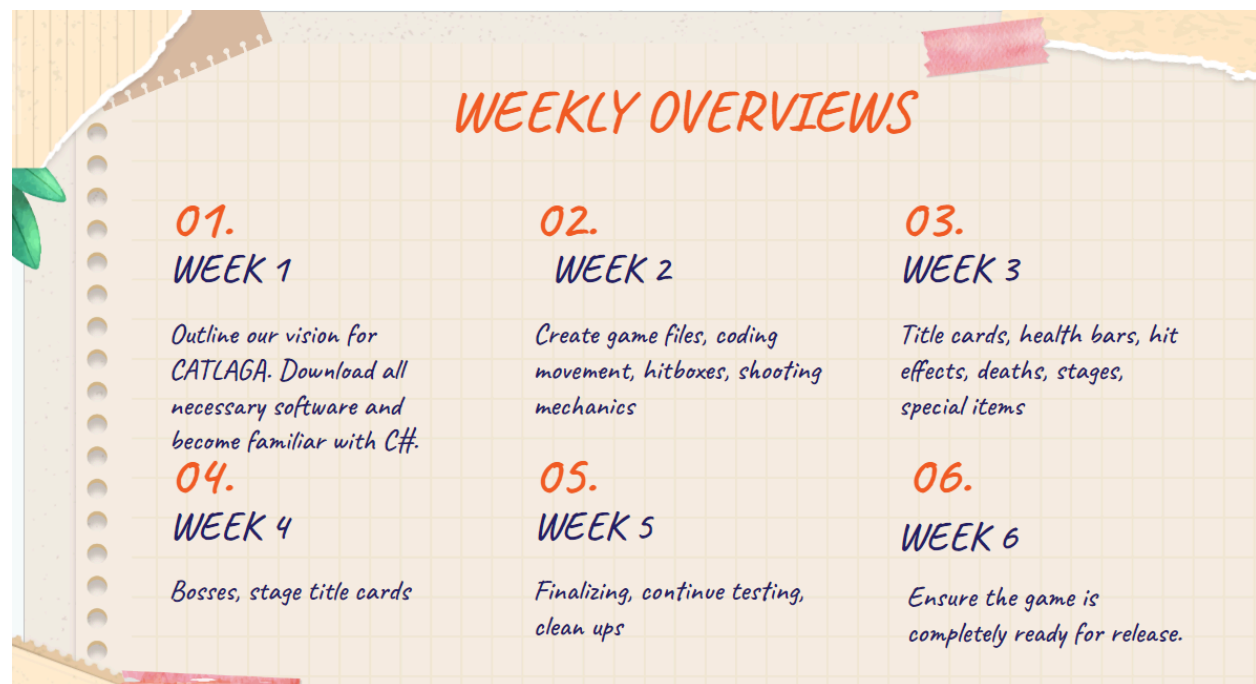 WEEKLY OVERVIEWS
01.
WEEK 1
Outline our vision for
CATLAGA. Download all
necessary software and
become familiar with C#.
02.
WEEK 2
Create game files, coding
movement, hitboxes, shooting
mechanics
03.
WEEK 3
Title cards, health bars, hit
effects, deaths, stages,
special items
04.
WEEK 4
Bosses, stage title cards
05.
WEEK 5
Finalizing, continue testing,
clean ups
06.
WEEK 6
Ensure the game is
completely ready for release.